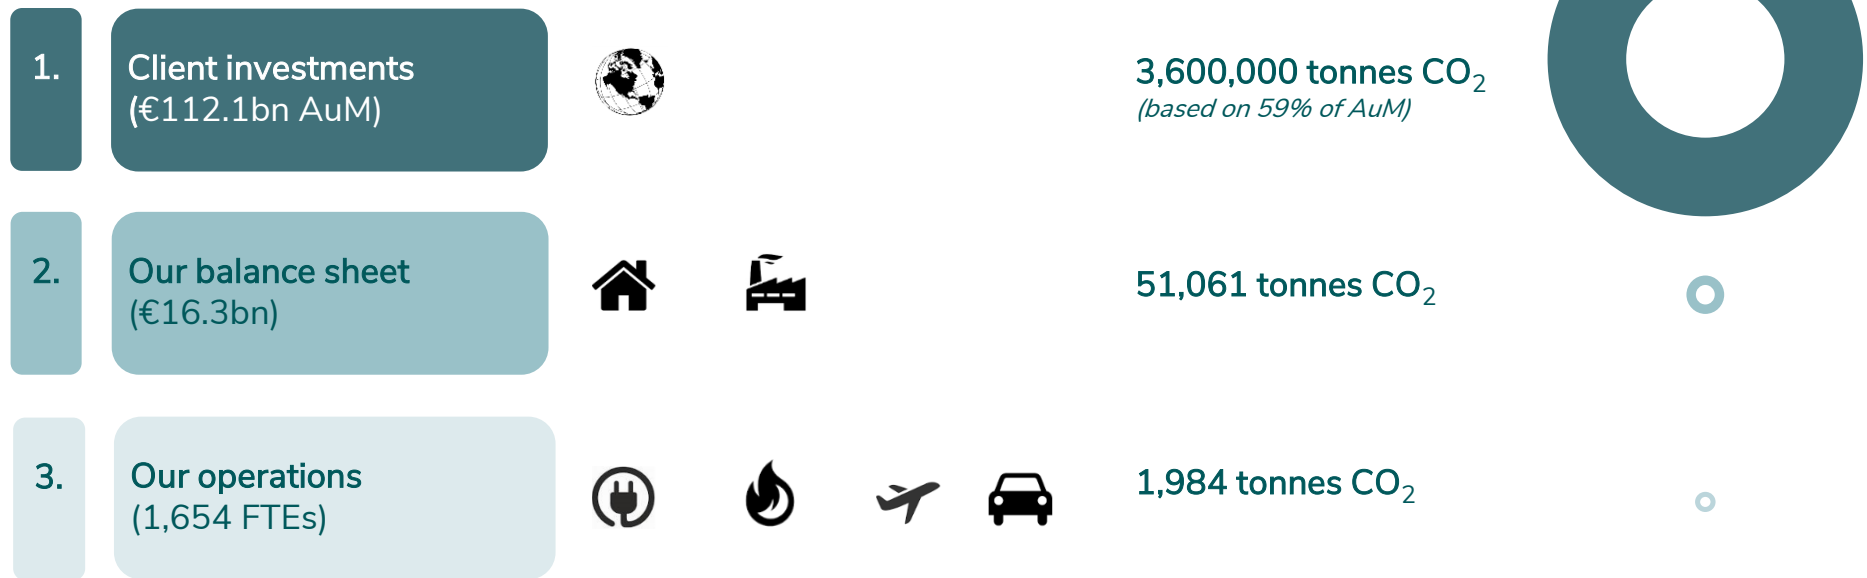 1.
Client investments
(€112.1bn AuM)
3,600,000 tonnes CO₂
(based on 59% of AuM)
2.
Our balance sheet
(€16.3bn)
51,061 tonnes CO₂
3.
Our operations
(1,654 FTEs)
1,984 tonnes CO₂